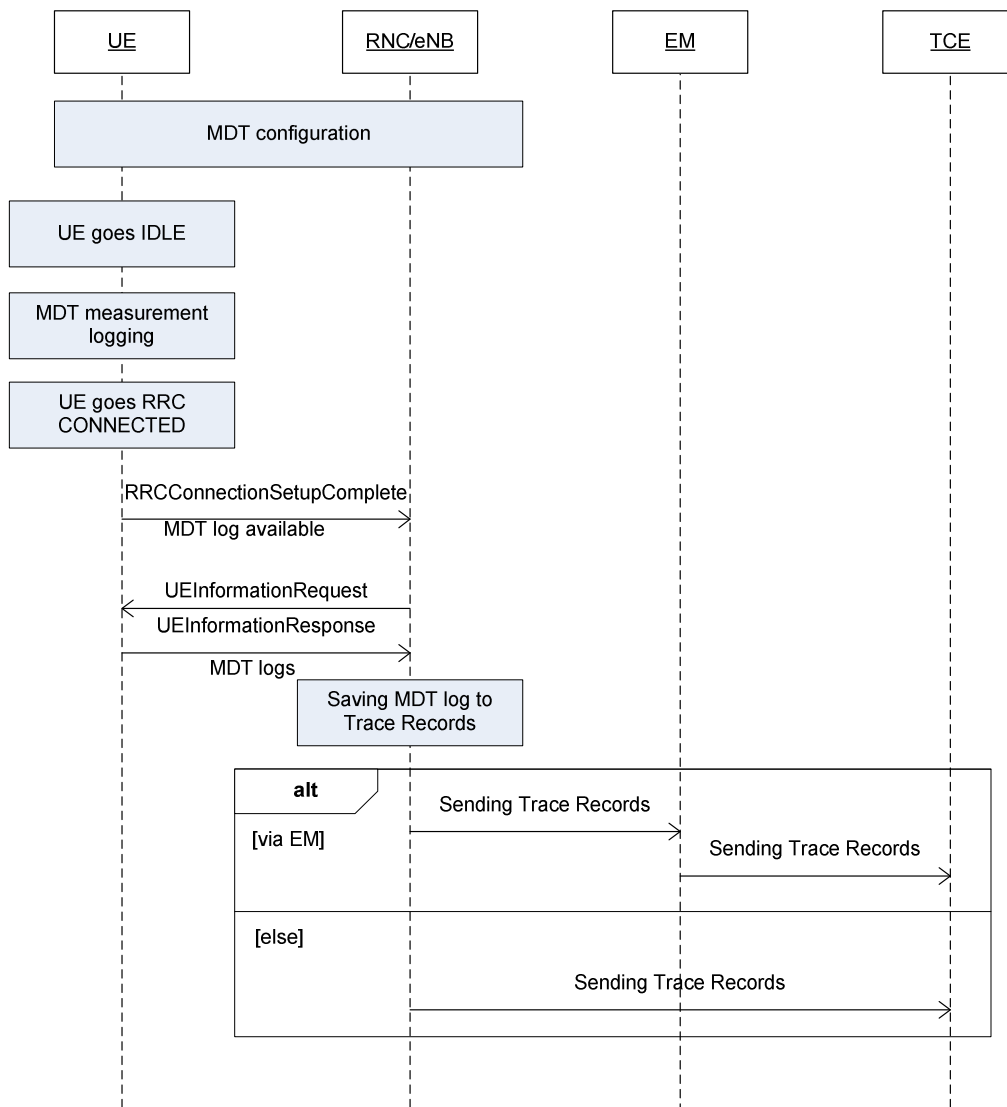 UE
RNC/eNB
EM
TCE
MDT configuration
UE goes IDLE
MDT measurement
logging
UE goes RRC
CONNECTED
RRCConnectionSetupComplete
MDT log available
UEInformationRequest
UEInformationResponse
MDT logs
Saving MDT log to
Trace Records
alt
Sending Trace Records
[via EM]
Sending Trace Records
[else]
Sending Trace Records